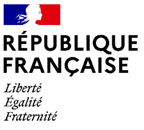 RÉPUBLIQUE
FRANÇAISE
Liberté
Égalité
Fraternité